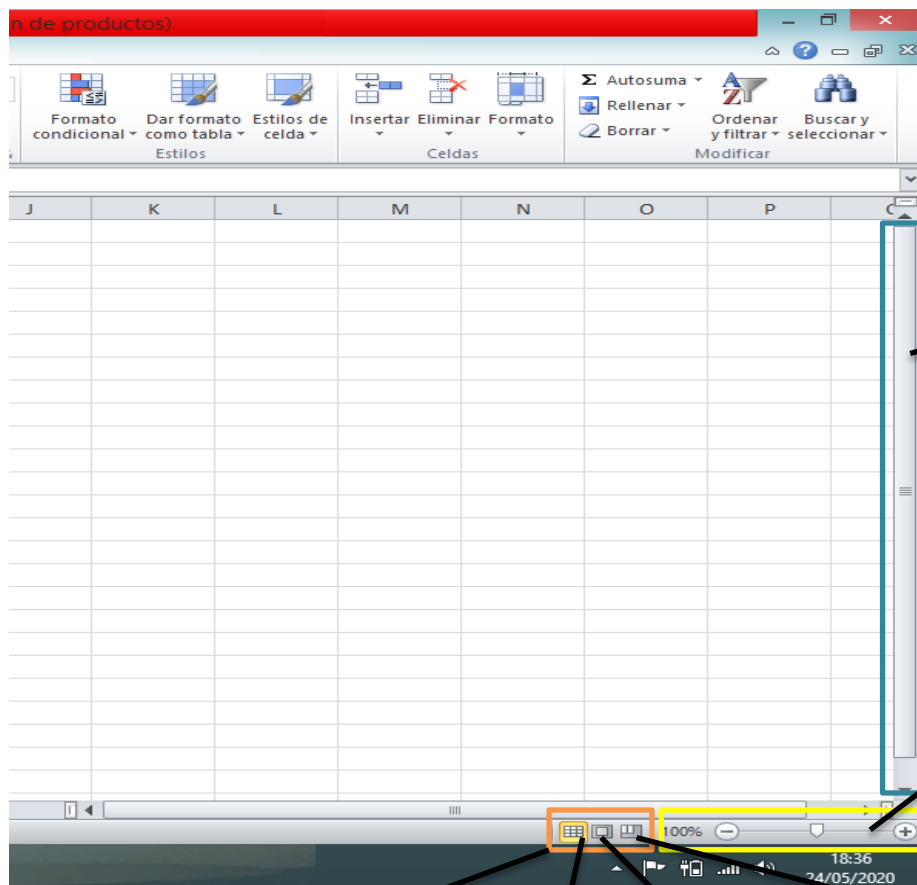 n de productos)
Autosuma
Rellenar
Borrar
Formato condicional
Dar formato como tabla
Estilos de celda
Insertar
Eliminar
Formato
Ordenar y filtrar
Buscar y seleccionar
Estilos
Celdas
Modificar
J K L M N O P
100%
18:36
24/05/2020